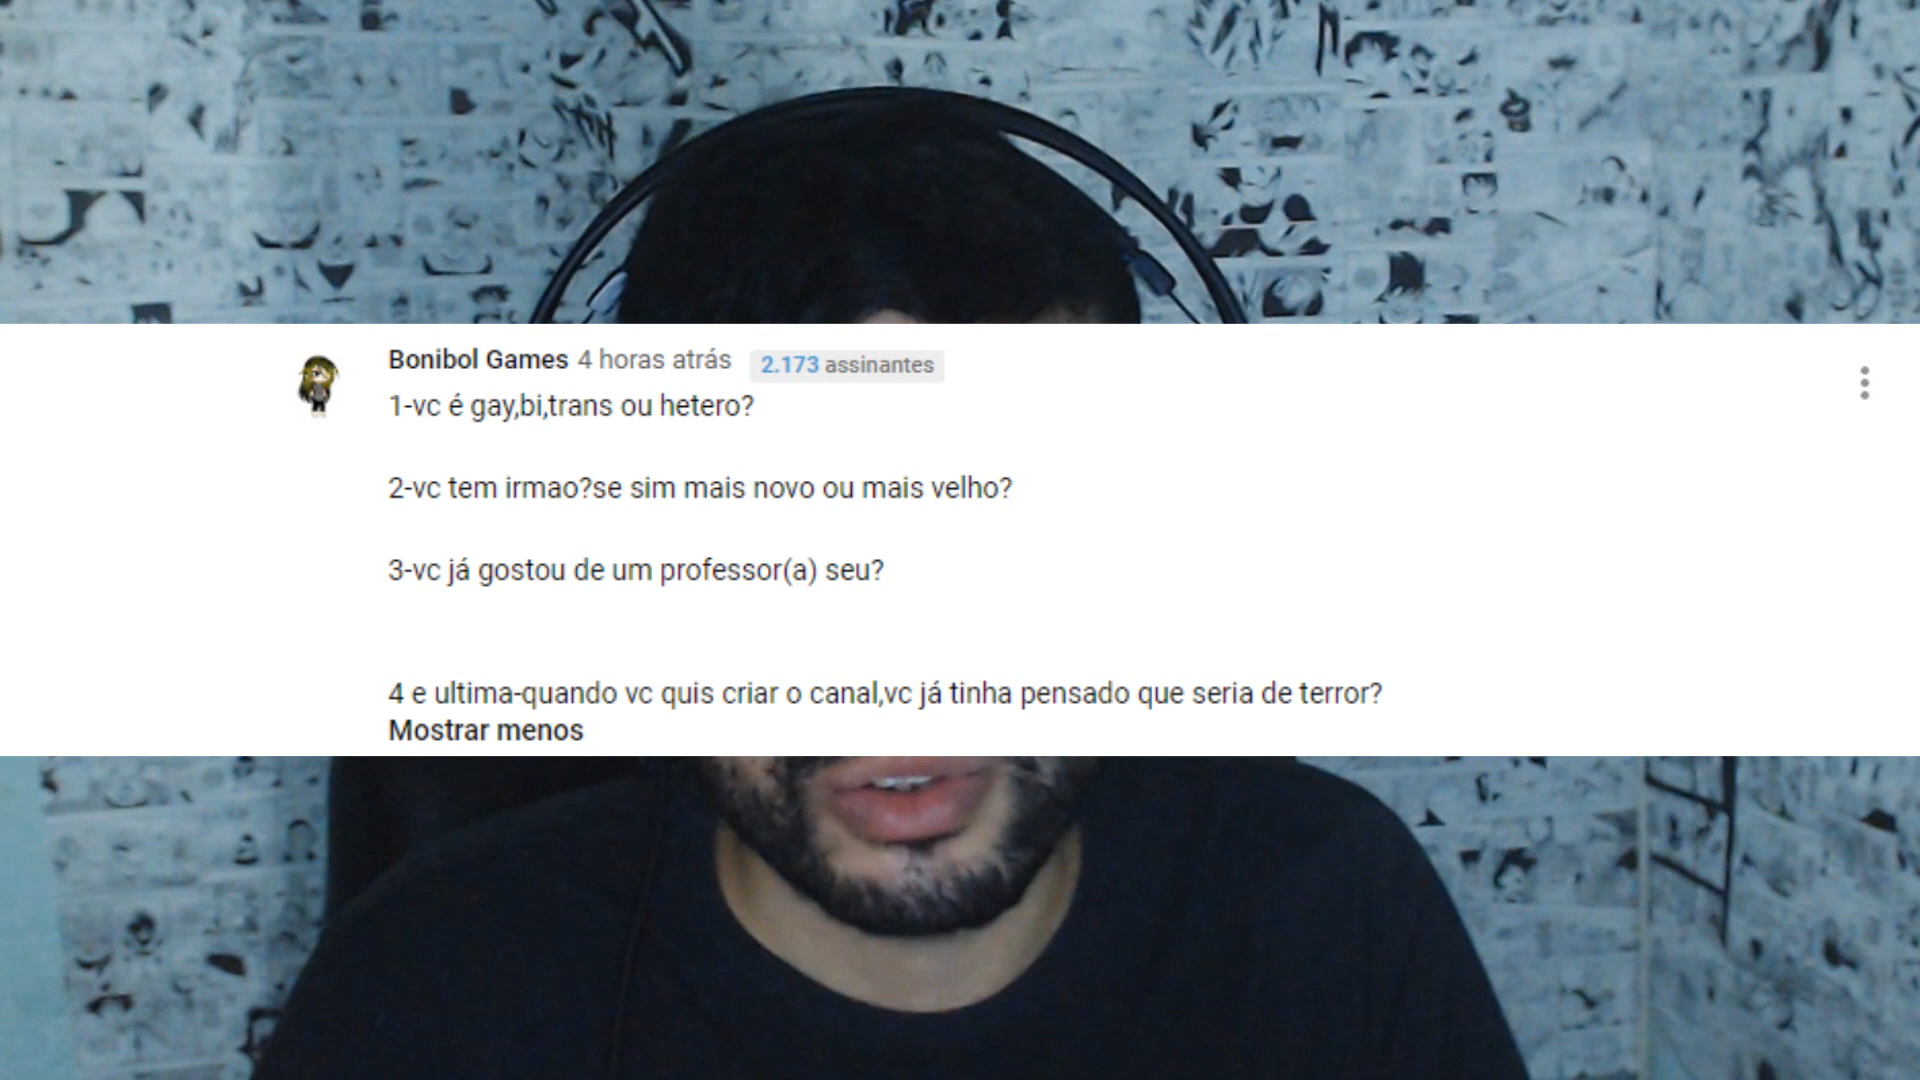 Bonibol Games 4 horas atrás 2.173 assinantes
1-vc é gay,bi,trans ou hetero?
2-vc tem irmao?se sim mais novo ou mais velho?
3-vc já gostou de um professor(a) seu?
4 e ultima-quando vc quis criar o canal,vc já tinha pensado que seria de terror?
Mostrar menos